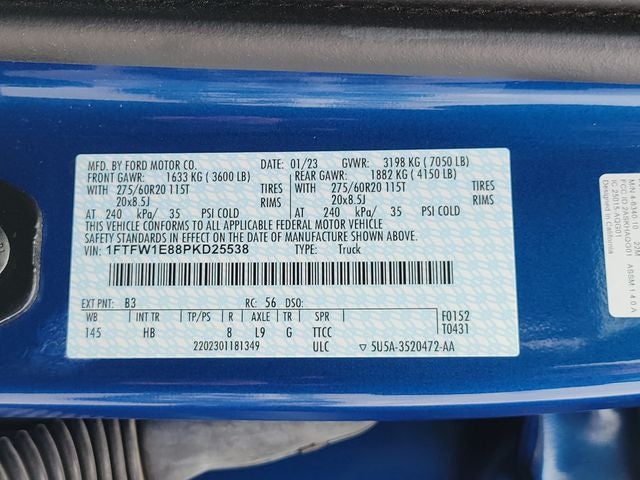 MFD. BY FORD MOTOR CO. DATE: 01/23 GVWR: 3198 KG ( 7050 LB)
FRONT GAWR: 1633 KG ( 3600 LB) REAR GAWR: 1882 KG ( 4150 LB)
WITH 275/60R20 115T TIRES WITH 275/60R20 115T TIRES
20x8.5J RIMS 20x8.5J RIMS
AT 240 kPa/ 35 PSI COLD AT 240 kPa/ 35 PSI COLD
THIS VEHICLE CONFORMS TO ALL APPLICABLE FEDERAL MOTOR VEHICLE SAFETY
STANDARDS IN EFFECT ON THE DATE OF MANUFACTURE SHOWN ABOVE.
VIN: 1FTFW1E88PKD25538 TYPE: Truck
EXT PNT: B3 RC: 56 DSO:
WB INT TR TP/PS R AXLE TR SPR F0152
145 HB 8 L9 G TTCC T0431
2202301181349 ULC 5U5A-3520472-AA
Designed in California